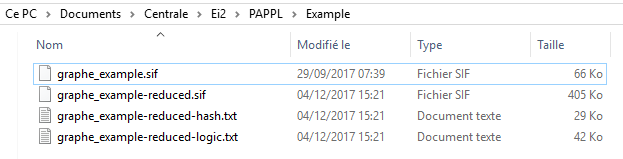 Ce PC > Documents > Centrale > Ei2 > PAPPL > Example
Nom Modifié le Type Taille
graphe_example.sif 29/09/2017 07:39 Fichier SIF 66 Ko
graphe_example-reduced.sif 04/12/2017 15:21 Fichier SIF 405 Ko
graphe_example-reduced-hash.txt 04/12/2017 15:21 Document texte 29 Ko
graphe_example-reduced-logic.txt 04/12/2017 15:21 Document texte 42 Ko